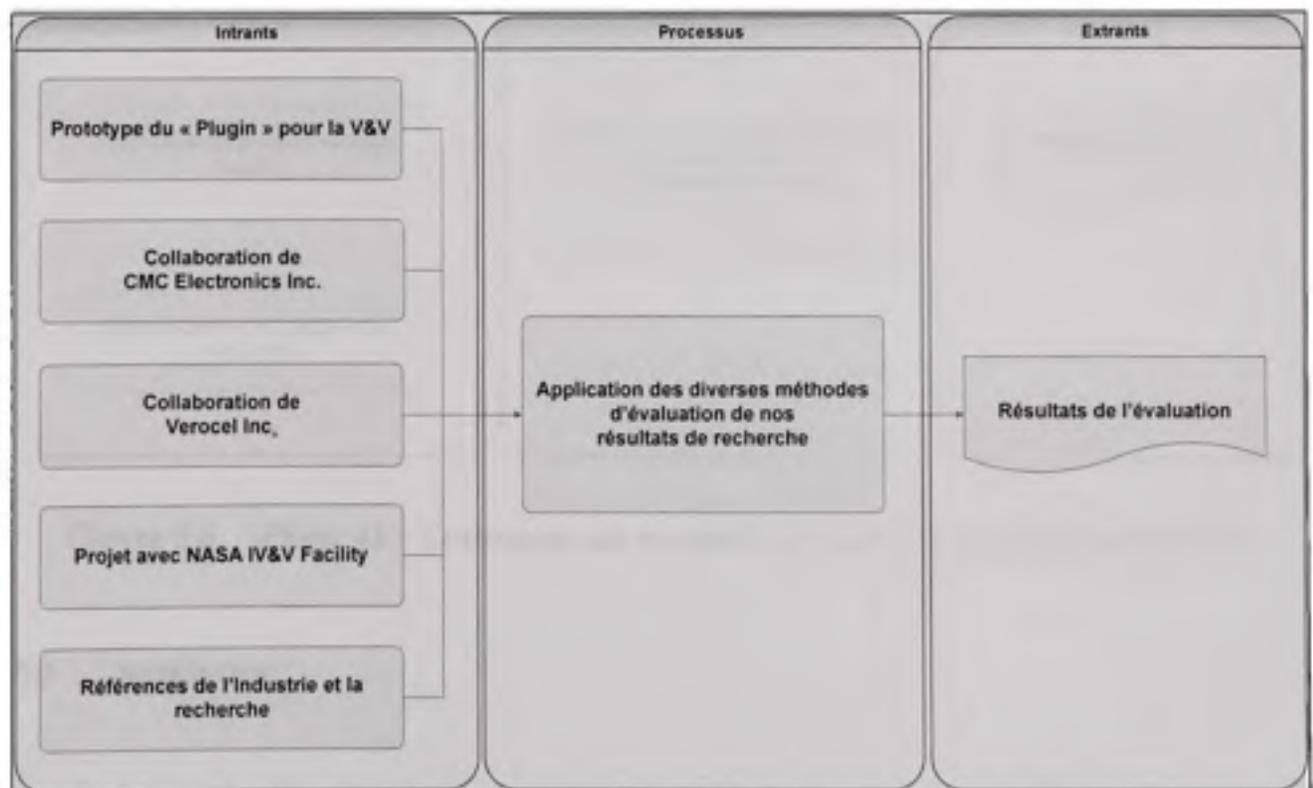 Intrants
Processus
Extrants
Prototype du « Plugin » pour la V&V
Collaboration de
CMC Electronics Inc.
Collaboration de
Verocel Inc.
Projet avec NASA IV&V Facility
Références de l'Industrie et la
recherche
Application des diverses méthodes
d'évaluation de nos
résultats de recherche
Résultats de l'évaluation